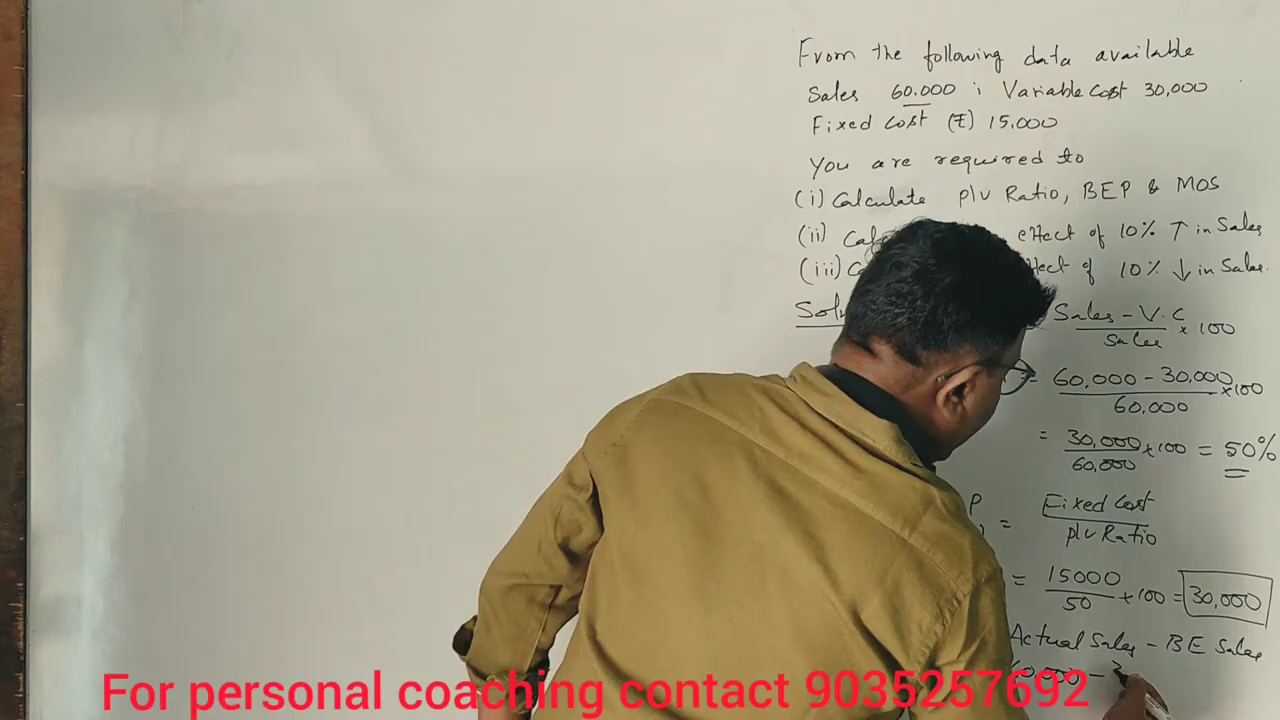 From the following data available
Sales 60.000 ; Variable Cost 30,000
Fixed Cost (₹) 15.000
You are required to
(i) Calculate p/v Ratio, BEP & MOS
(ii) effect of 10% ↑ in Sales
(iii) 10% ↓ in Sales.
Sales - V.C
Sales × 100
= 60,000 - 30,000
60,000 ×100
= 30,000
60,000 ×100 = 50%
P = Fixed Cost
p/v Ratio
= 15000
50 ×100 = 30,000
Actual Sales - BE Sales
60,000 -
For personal coaching contact 9035257692